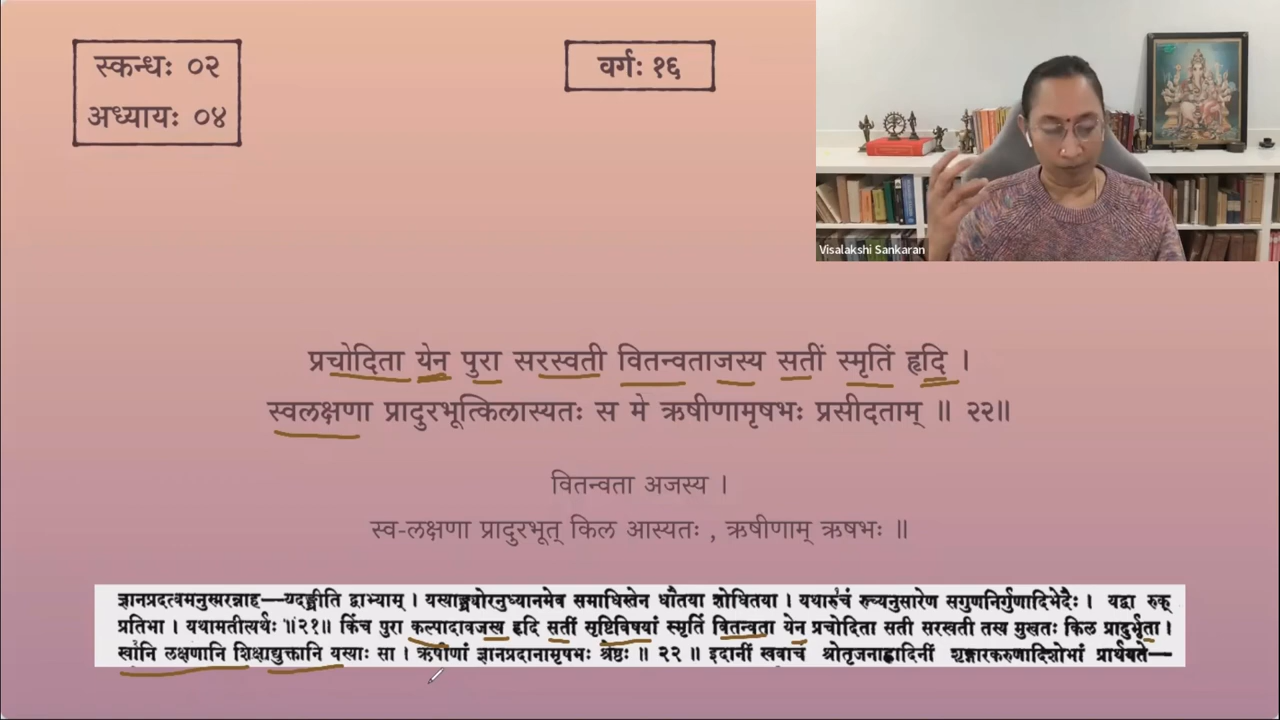 स्कन्धः ०२
अध्यायः ०४
वर्गः १६
Visalakshi Sankaran
प्रचोदिता येन पुरा सरस्वती वितन्वताजस्य सतीं स्मृतिं हृदि ।
स्वलक्षणा प्रादुरभूत्किलास्यतः स मे ऋषीणामृषभः प्रसीदताम् ॥ २२॥
वितन्वता अजस्य ।
स्व-लक्षणा प्रादुरभूत् किल आस्यतः , ऋषीणाम् ऋषभः ॥
ज्ञानप्रदत्वमनुस्मरन्नाह—यदङ्घ्रीति द्वाभ्याम् । यस्याङ्घ्र्योरनुध्यानमेव समाधिस्तेन धौतया शोधितया । यथारुचं रुच्यनुसारेण सगुणनिर्गुणादिभेदैः । यद्वा रुक्
प्रतिभा । यथामतीत्यर्थः ॥२१॥ किंच पुरा कल्पादावजस्य हृदि सतीं सृष्टिविषयां स्मृतिं वितन्वता येन प्रचोदिता सती सरस्वती तस्य मुखतः किल प्रादुर्भूता ।
स्वानि लक्षणानि शिक्षाद्युक्तानि यस्याः सा । ऋषीणां ज्ञानप्रदानामृषभः श्रेष्ठः ॥ २२ ॥ इदानीं स्ववाचं श्रोतृजनाह्लादिनीं शृङ्गारकरुणादिशोभां प्रार्थयते—